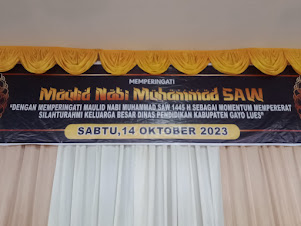 MEMPERINGATI
Maulid Nabi Muhammad SAW
"DENGAN MEMPERINGATI MAULID NABI MUHAMMAD SAW 1445 H SEBAGAI MOMENTUM MEMPERERAT
SILAHTURAHMI KELUARGA BESAR DINAS PENDIDIKAN KABUPATEN GAYO LUES"
SABTU,14 OKTOBER 2023